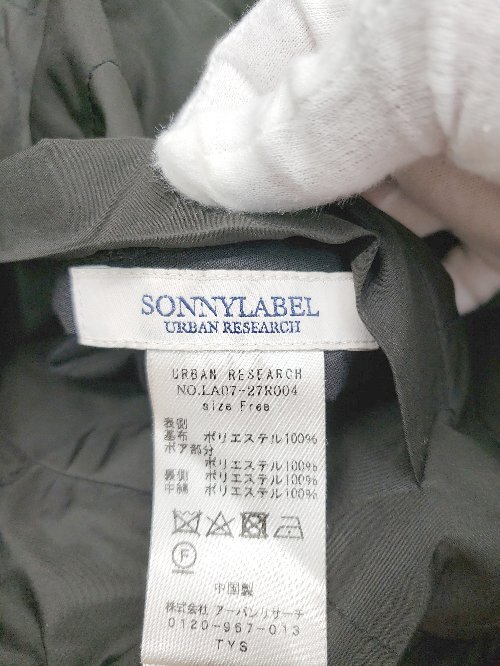 SONNYLABEL
URBAN RESEARCH
URBAN RESEARCH
NO.LA07-27R004
size Free
表側
基布 ポリエステル100%
ボア部分
ポリエステル100%
裏側 ポリエステル100%
中綿 ポリエステル100%
F
中国製
株式会社 アーバンリサーチ
0120-967-013
TYS